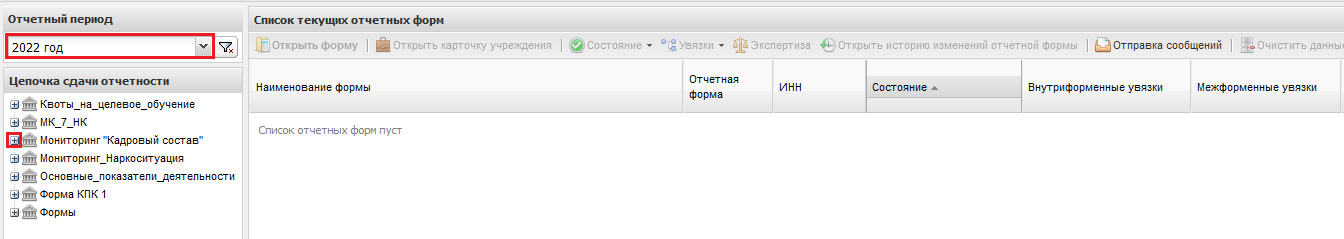 Отчетный период
2022 год
Цепочка сдачи отчетности
Квоты_на_целевое_обучение
МК_7_НК
Мониторинг "Кадровый состав"
Мониторинг_Наркоситуация
Основные_показатели_деятельности
Форма КПК 1
Формы
Список текущих отчетных форм
Открыть форму Открыть карточку учреждения Состояние Увязки Экспертиза Открыть историю изменений отчетной формы Отправка сообщений Очистить данны
Наименование формы
Отчетная
форма
ИНН
Состояние
Внутриформенные увязки
Межформенные увязки
Список отчетных форм пуст